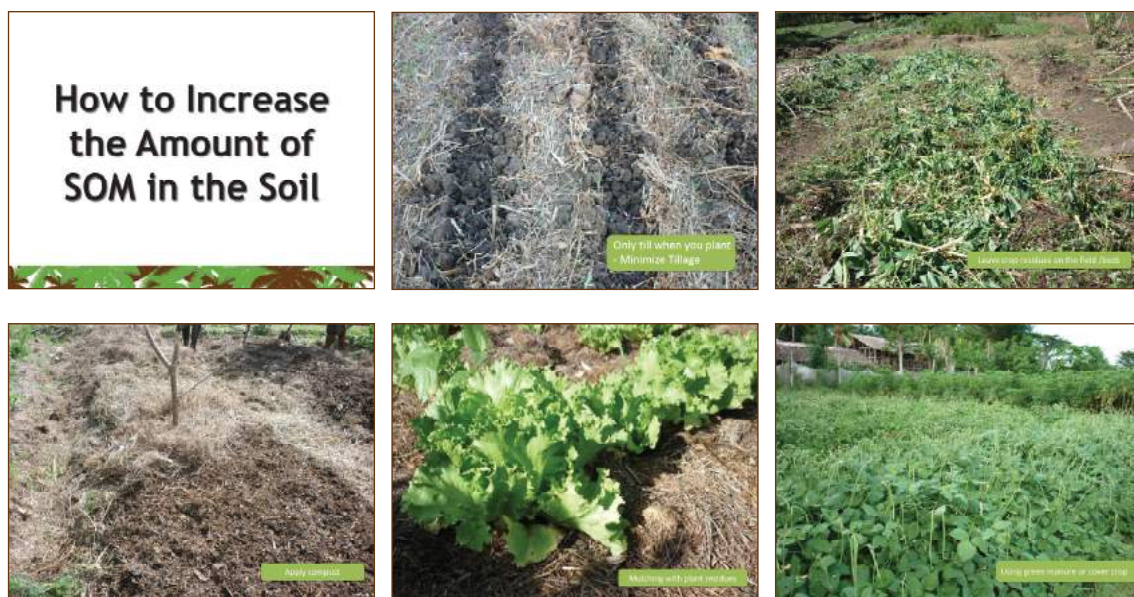 How to Increase
the Amount of
SOM in the Soil
Only till when you plant
- Minimize Tillage
Leave crop residues on the field /beds
Apply compost
Mulching with plant residues
Using green manure or cover crop